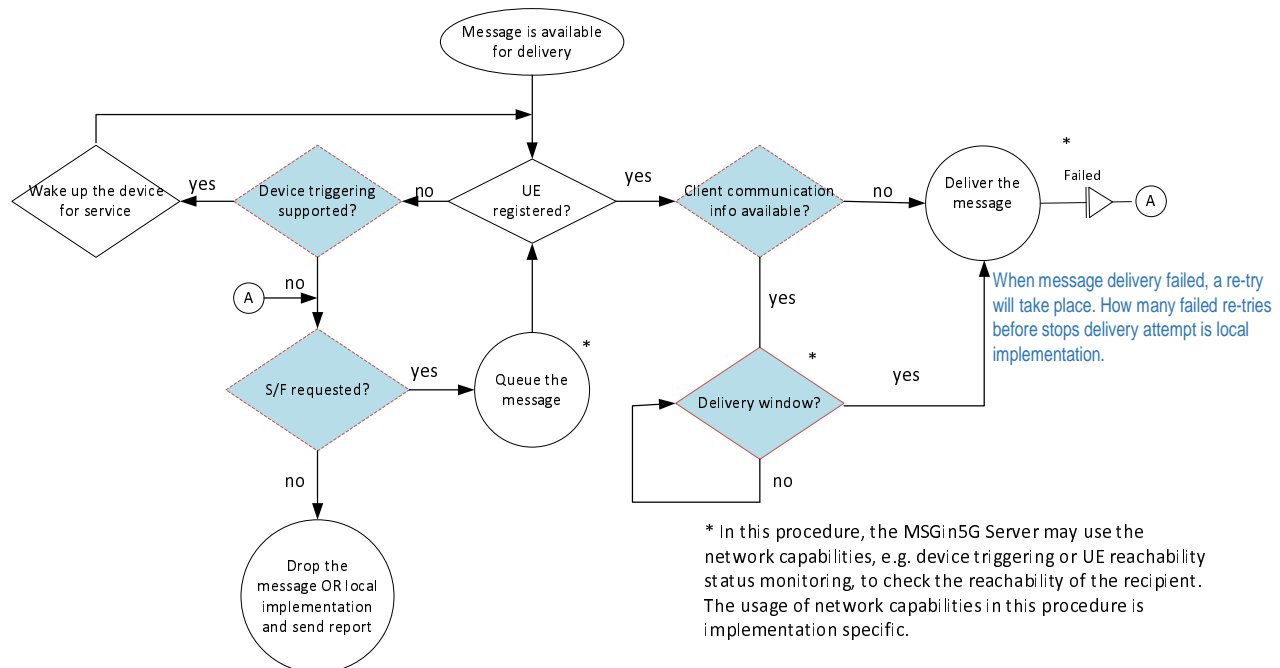 Message is available
for delivery
Wake up the device
for service
yes
Device triggering
supported?
no
UE
registered?
yes
Client communication
info available?
no
Deliver the
message
*
Failed
A
A
no
yes
When message delivery failed, a re-try
will take place. How many failed re-tries
before stops delivery attempt is local
implementation.
S/F requested?
yes
Queue the
message
*
Delivery window?
*
yes
no
no
Drop the
message OR local
implementation
and send report
* In this procedure, the MSGin5G Server may use the
network capabilities, e.g. device triggering or UE reachability
status monitoring, to check the reachability of the recipient.
The usage of network capabilities in this procedure is
implementation specific.